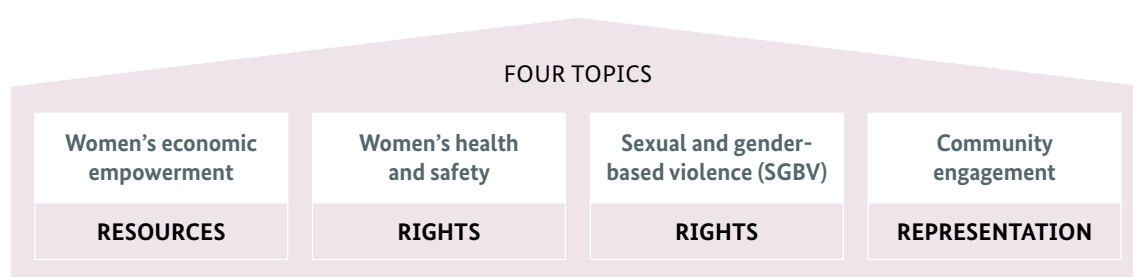 FOUR TOPICS
Women’s economic
empowerment
RESOURCES
Women’s health
and safety
RIGHTS
Sexual and gender-
based violence (SGBV)
RIGHTS
Community
engagement
REPRESENTATION